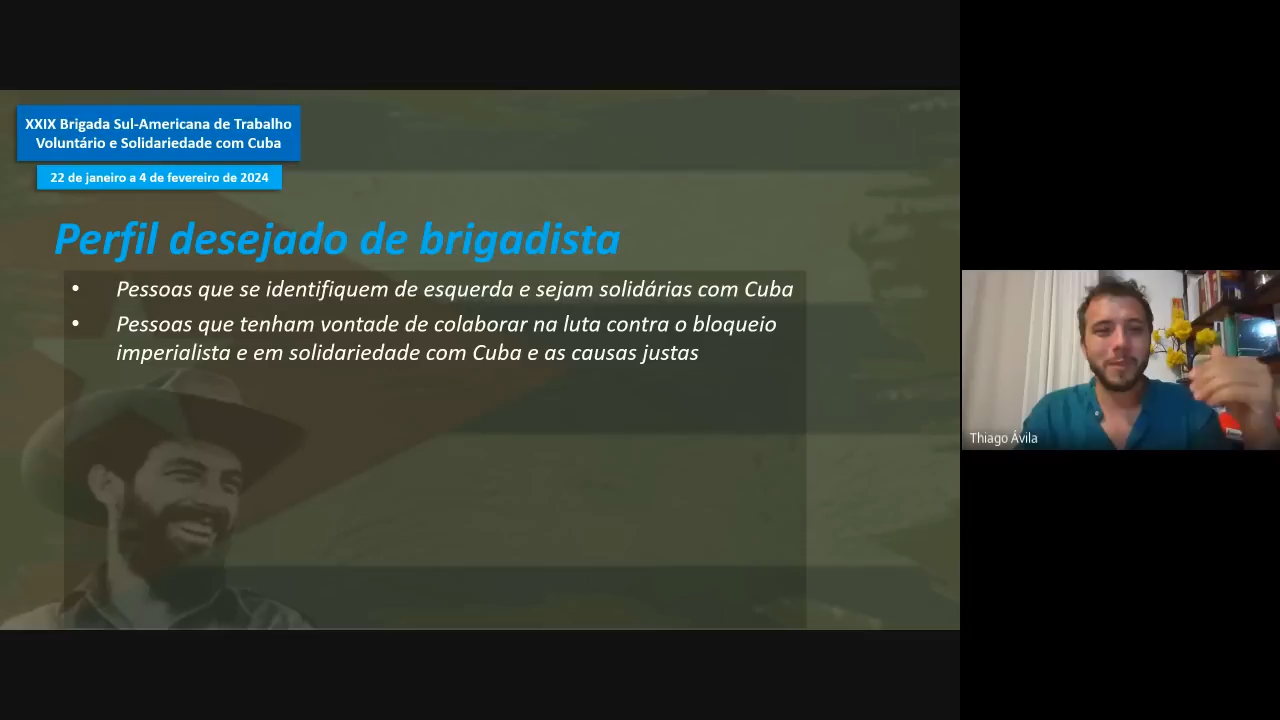 XXIX Brigada Sul-Americana de Trabalho
Voluntário e Solidariedade com Cuba
22 de janeiro a 4 de fevereiro de 2024
Perfil desejado de brigadista
• Pessoas que se identifiquem de esquerda e sejam solidárias com Cuba
• Pessoas que tenham vontade de colaborar na luta contra o bloqueio
imperialista e em solidariedade com Cuba e as causas justas
Thiago Ávila